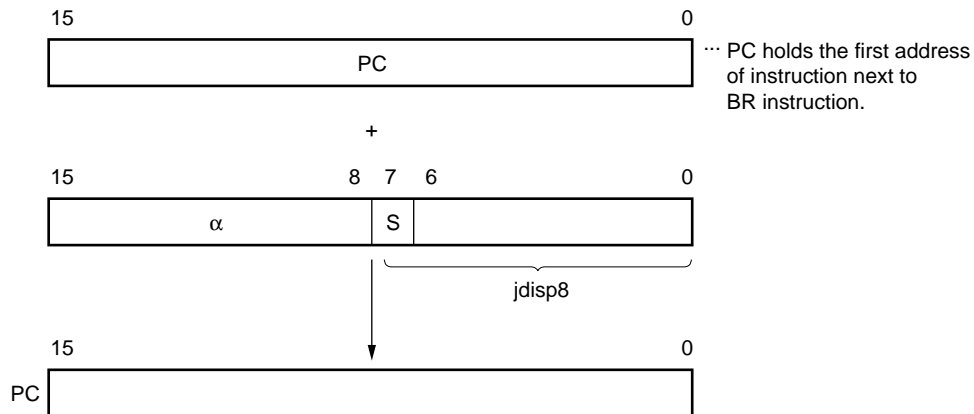 15 0
PC
... PC holds the first address
of instruction next to
BR instruction.
+
15 8 7 6 0
α S
jdisp8
15 0
PC